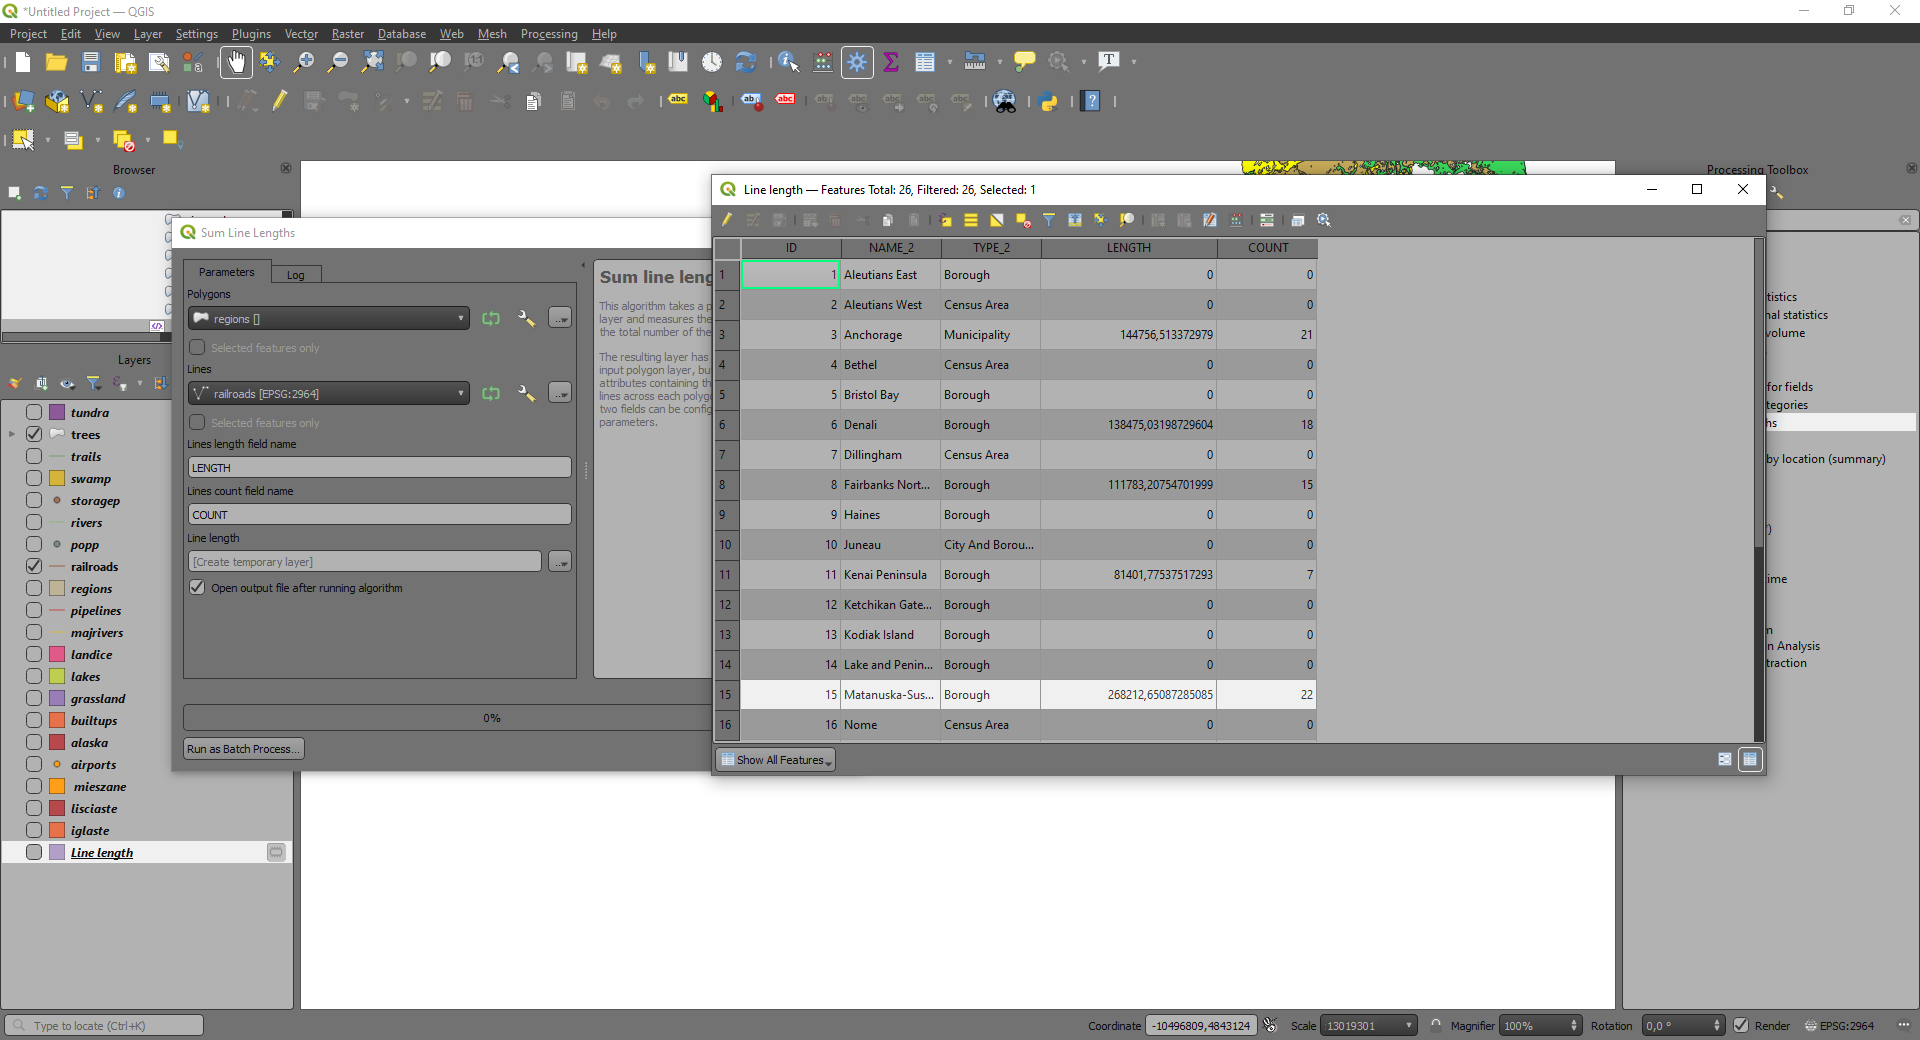 *Untitled Project — QGIS
Project Edit View Layer Settings Plugins Vector Raster Database Web Mesh Processing Help
Browser
Processing Toolbox
Line length — Features Total: 26, Filtered: 26, Selected: 1
Sum Line Lengths
Parameters Log
Polygons
regions []
Selected features only
Lines
railroads [EPSG:2964]
Selected features only
Lines length field name
LENGTH
Lines count field name
COUNT
Line length
[Create temporary layer]
Open output file after running algorithm
0%
Run as Batch Process...
Sum line leng
This algorithm takes a p
layer and measures the
the total number of the
The resulting layer has
input polygon layer, bu
attributes containing th
lines across each polyg
two fields can be config
parameters.
ID NAME_2 TYPE_2 LENGTH COUNT
1 1 Aleutians East Borough 0 0
2 2 Aleutians West Census Area 0 0
3 3 Anchorage Municipality 144756,513372979 21
4 4 Bethel Census Area 0 0
5 5 Bristol Bay Borough 0 0
6 6 Denali Borough 138475,03198729604 18
7 7 Dillingham Census Area 0 0
8 8 Fairbanks Nort... Borough 111783,20754701999 15
9 9 Haines Borough 0 0
10 10 Juneau City And Borou... 0 0
11 11 Kenai Peninsula Borough 81401,77537517293 7
12 12 Ketchikan Gate... Borough 0 0
13 13 Kodiak Island Borough 0 0
14 14 Lake and Penin... Borough 0 0
15 15 Matanuska-Sus... Borough 268212,65087285085 22
16 16 Nome Census Area 0 0
Show All Features
Layers
tundra
trees
trails
swamp
storagep
rivers
popp
railroads
regions
pipelines
majrivers
landice
lakes
grassland
builtups
alaska
airports
mieszane
lisciaste
iglaste
Line length
tistics
nal statistics
volume
for fields
tegories
hs
by location (summary)
')
ime
m
n Analysis
traction
Type to locate (Ctrl+K)
Coordinate -10496809,4843124 Scale 13019301 Magnifier 100% Rotation 0,0 ° Render EPSG:2964